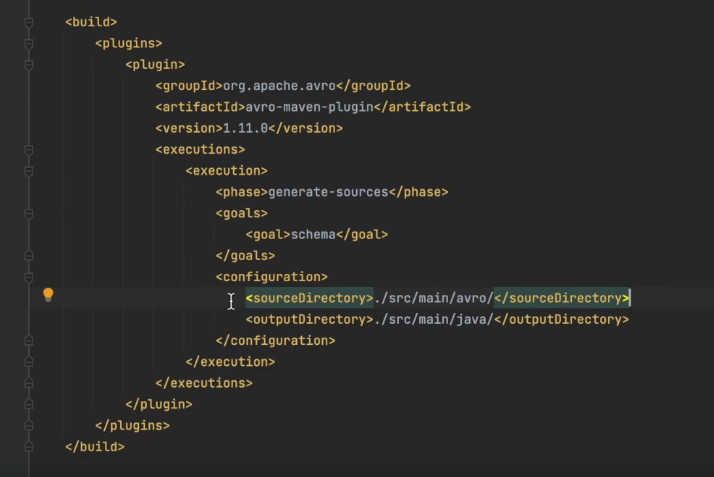 <build>
<plugins>
<plugin>
<groupId>org.apache.avro</groupId>
<artifactId>avro-maven-plugin</artifactId>
<version>1.11.0</version>
<executions>
<execution>
<phase>generate-sources</phase>
<goals>
<goal>schema</goal>
</goals>
<configuration>
<sourceDirectory>./src/main/avro/</sourceDirectory>
<outputDirectory>./src/main/java/</outputDirectory>
</configuration>
</execution>
</executions>
</plugin>
</plugins>
</build>